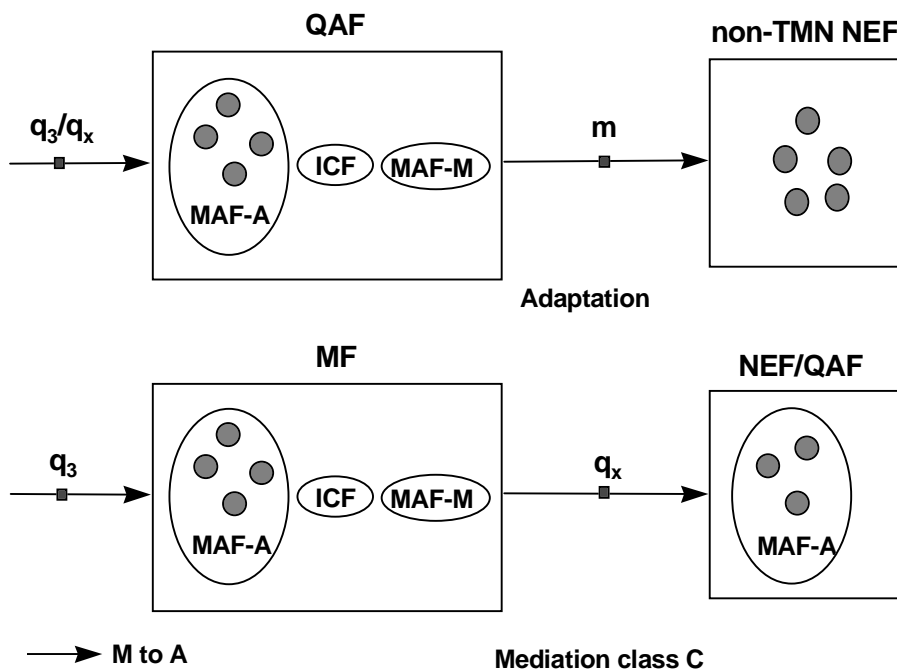 QAF
non-TMN NEF
q3/qx
m
ICF
MAF-M
MAF-A
Adaptation
MF
NEF/QAF
q3
qx
ICF
MAF-M
MAF-A
MAF-A
M to A
Mediation class C